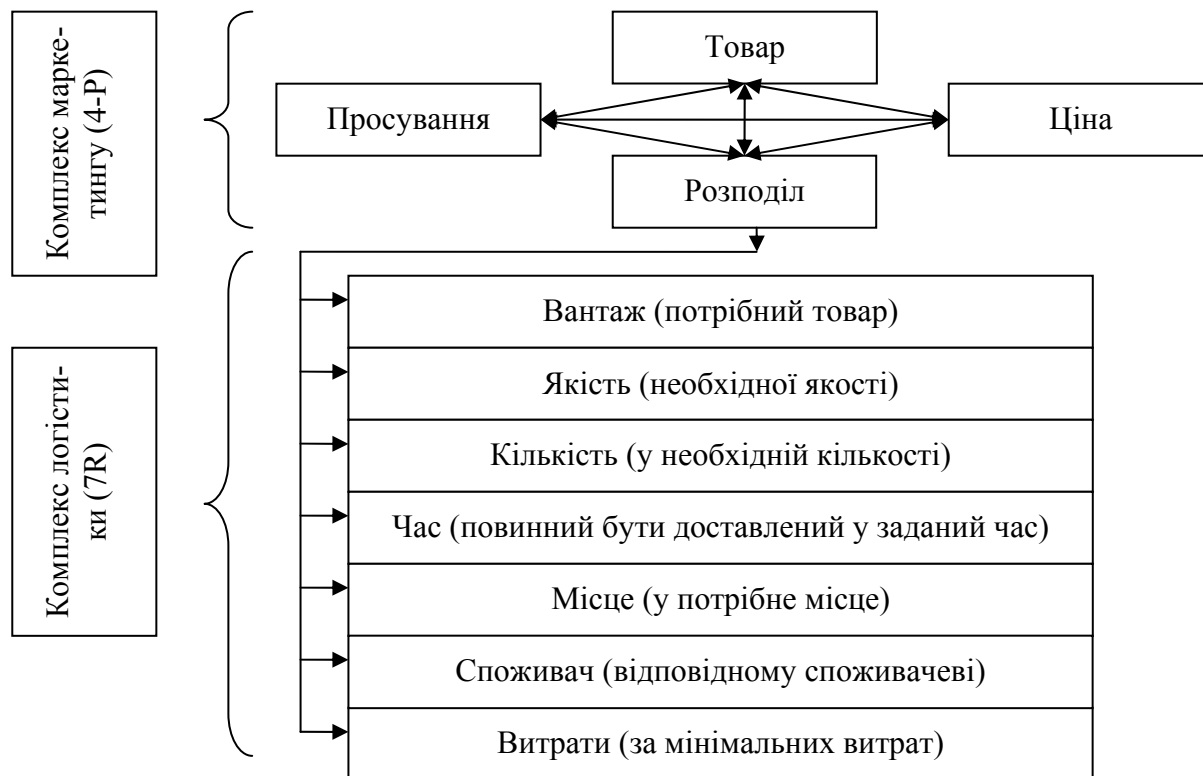 Комплекс марке-
тингу (4-Р)
Товар
Просування
Ціна
Розподіл
Комплекс логісти-
ки (7R)
Вантаж (потрібний товар)
Якість (необхідної якості)
Кількість (у необхідній кількості)
Час (повинний бути доставлений у заданий час)
Місце (у потрібне місце)
Споживач (відповідному споживачеві)
Витрати (за мінімальних витрат)